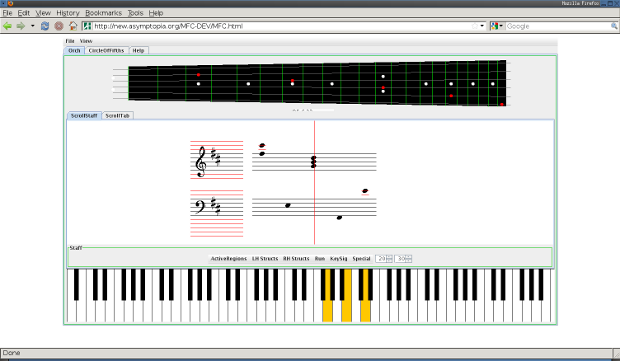 Mozilla Firefox
File Edit View History Bookmarks Tools Help
http://new.asymptopia.org/MFC-DEV/MFC.html
Google
File View
Orch CircleOfFifths Help
ScrollStaff ScrollTab
Staff
ActiveRegions LH Structs RH Structs Run KeySig Special 20 30
Done